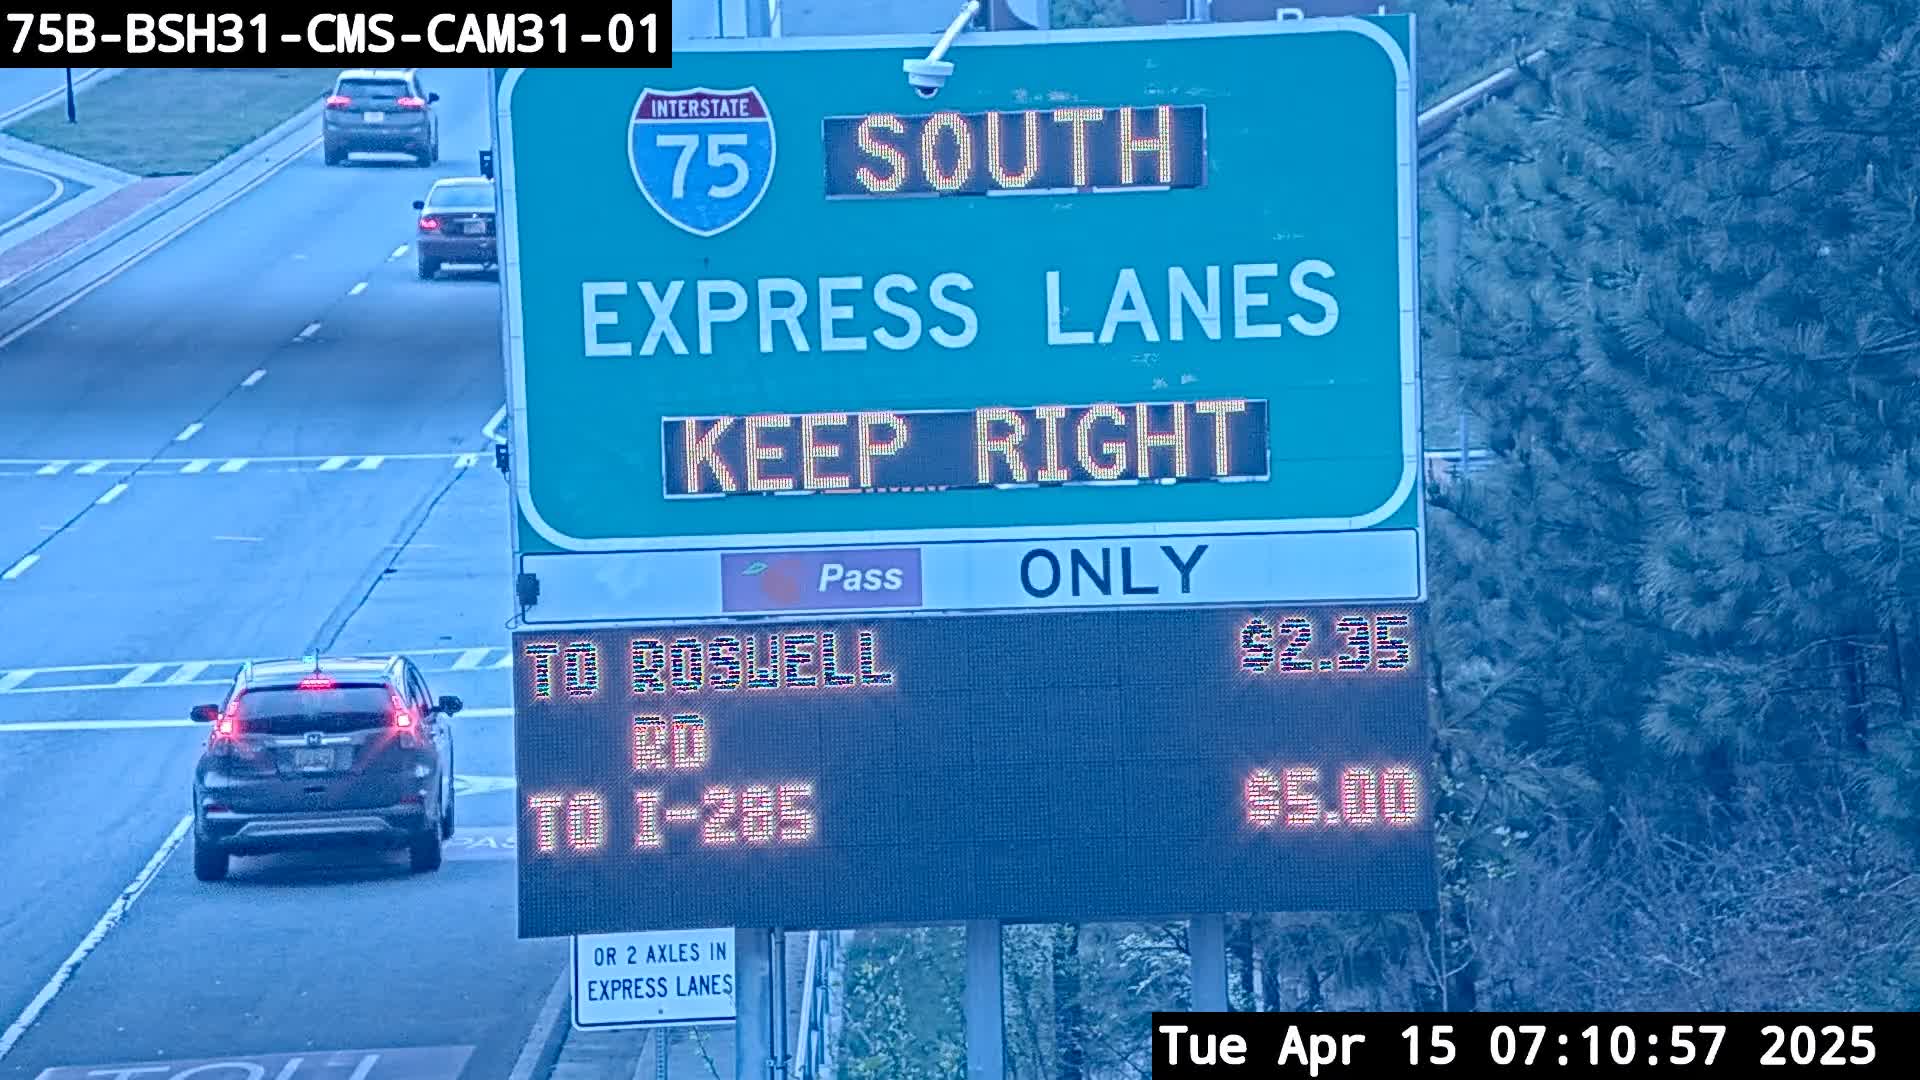 75B-BSH31-CMS-CAM31-01
INTERSTATE
75
SOUTH
EXPRESS LANES
KEEP RIGHT
Pass ONLY
TO ROSWELL $2.35
RD
TO I-285 $5.00
OR 2 AXLES IN
EXPRESS LANES
TOLL
Tue Apr 15 07:10:57 2025